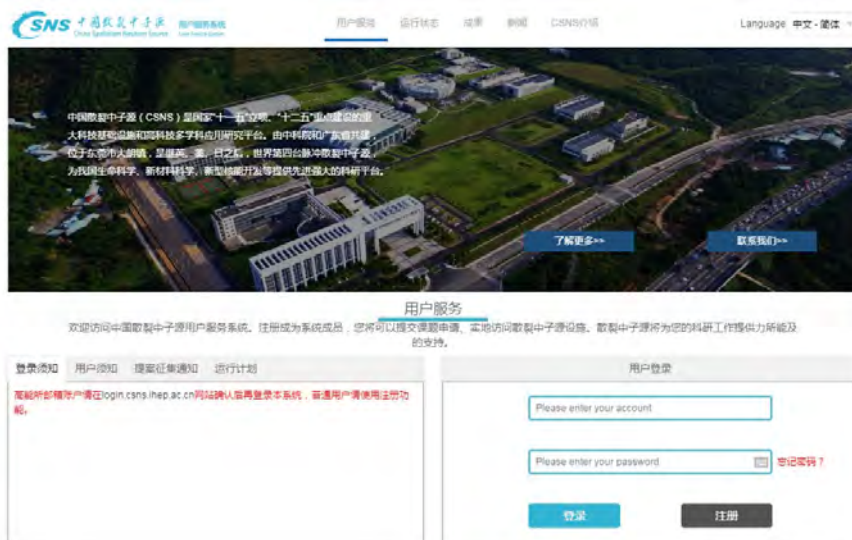 CSNS 中国散裂中子源 用户服务系统
China Spallation Neutron Source User Service System
用户服务 运行状态 成果 新闻 CSNS介绍 Language 中文 - 简体
中国散裂中子源（CSNS）是国家“十一五”立项、“十二五”重点建设的重
大科技基础设施和高科技多学科应用研究平台。由中科院和广东省共建，
位于东莞市大朗镇，是继英、美、日之后，世界第四台脉冲散裂中子源，
为我国生命科学、新材料科学、新型核能开发等提供先进强大的科研平台。
了解更多>> 联系我们>>
用户服务
欢迎访问中国散裂中子源用户服务系统。注册成为系统成员，您将可以提交课题申请、实地访问散裂中子源设施。散裂中子源将为您的科研工作提供力所能及
的支持。
登录须知 用户须知 提案征集通知 运行计划 用户登录
高能所邮箱账户请在login.csns.ihep.ac.cn网站确认后再登录本系统，普通用户请使用注册功
能。
Please enter your account
Please enter your password 忘记密码？
登录 注册